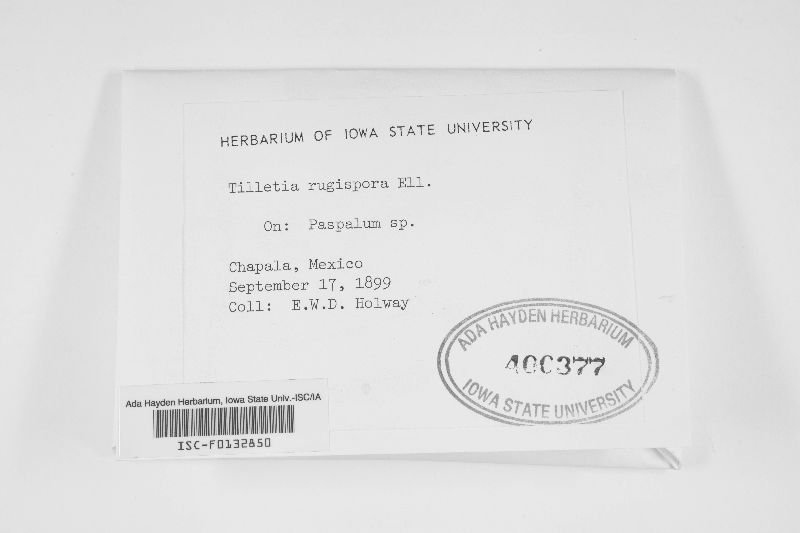 HERBARIUM OF IOWA STATE UNIVERSITY
Tilletia rugispora Ell.
On: Paspalum sp.
Chapala, Mexico
September 17, 1899
Coll: E.W.D. Holway
ADA HAYDEN HERBARIUM
400377
IOWA STATE UNIVERSITY
Ada Hayden Herbarium, Iowa State Univ.-ISC/IA
ISC-F0132850